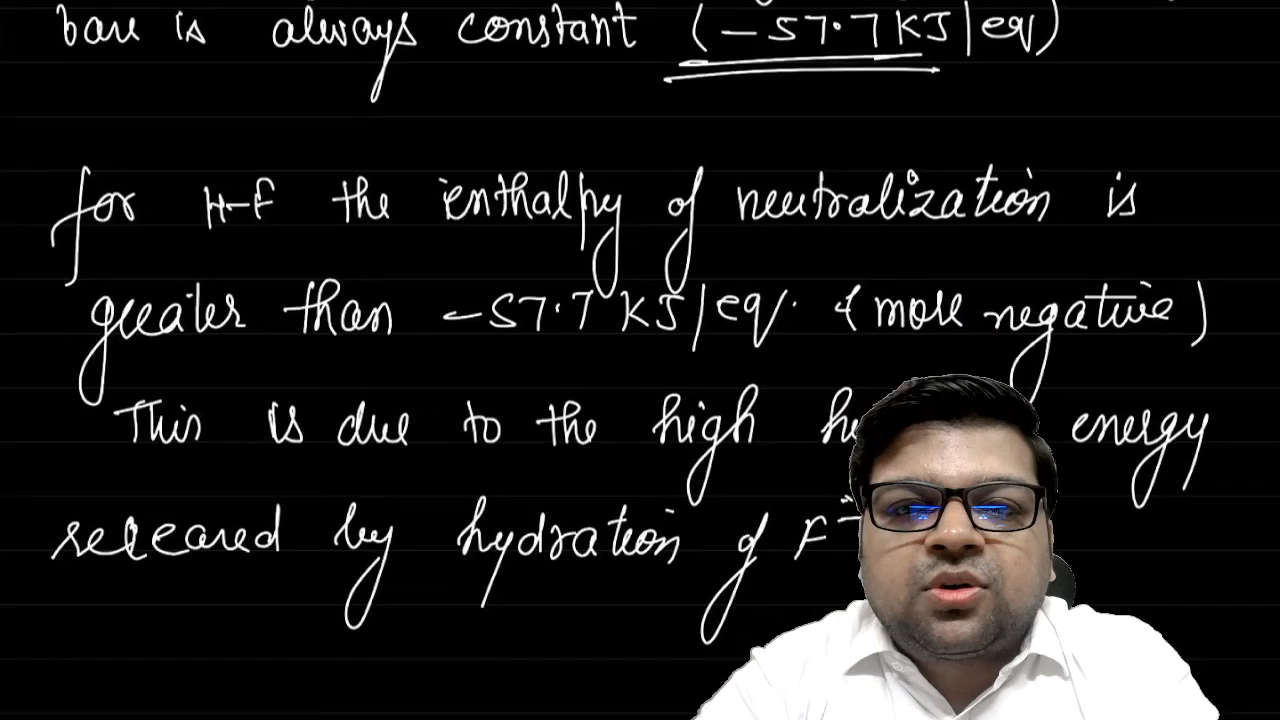 base is always constant (-57.7 KJ/eq)
for H-F the enthalpy of neutralization is
greater than -57.7 KJ/eq. (more negative)
This is due to the high energy
released by hydration of F-